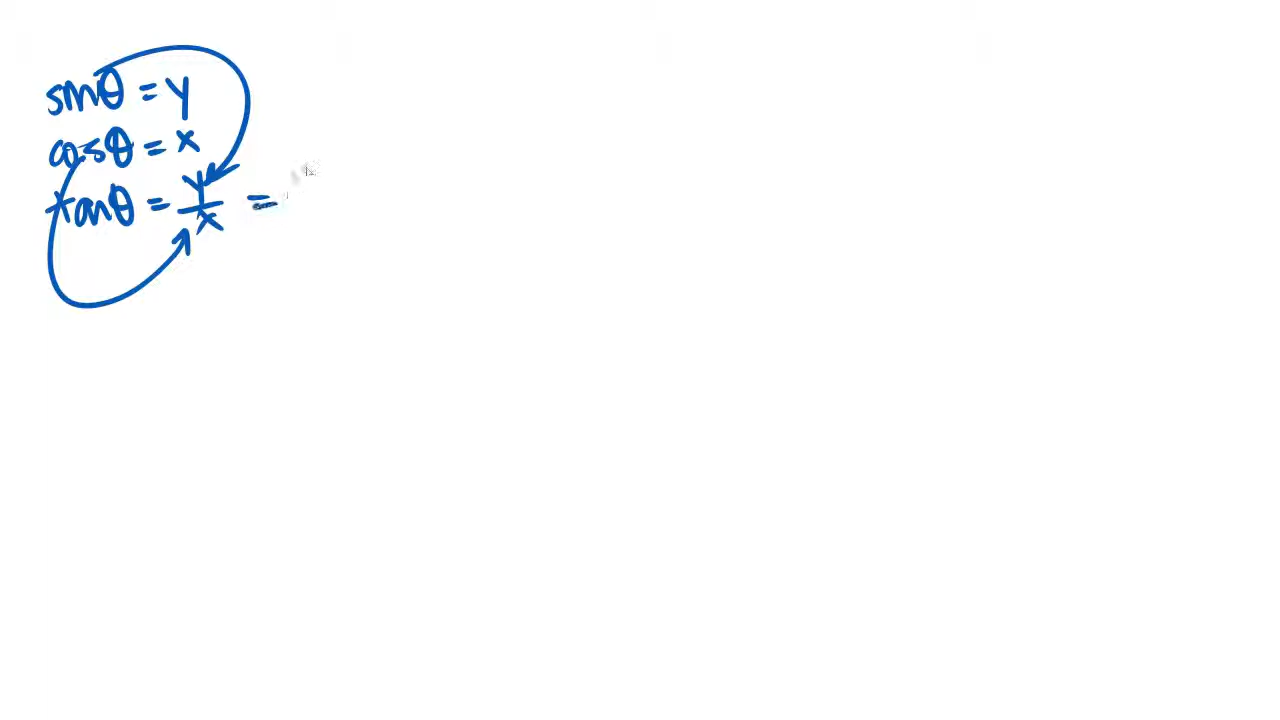 sinθ = y
cosθ = x
tanθ = y/x =